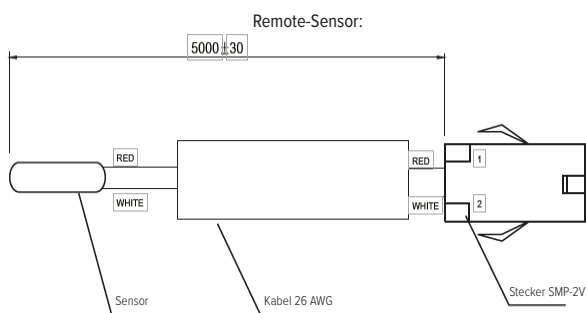 Remote-Sensor:
5000±30
RED
RED
1
WHITE
WHITE
2
Sensor
Kabel 26 AWG
Stecker SMP-2V